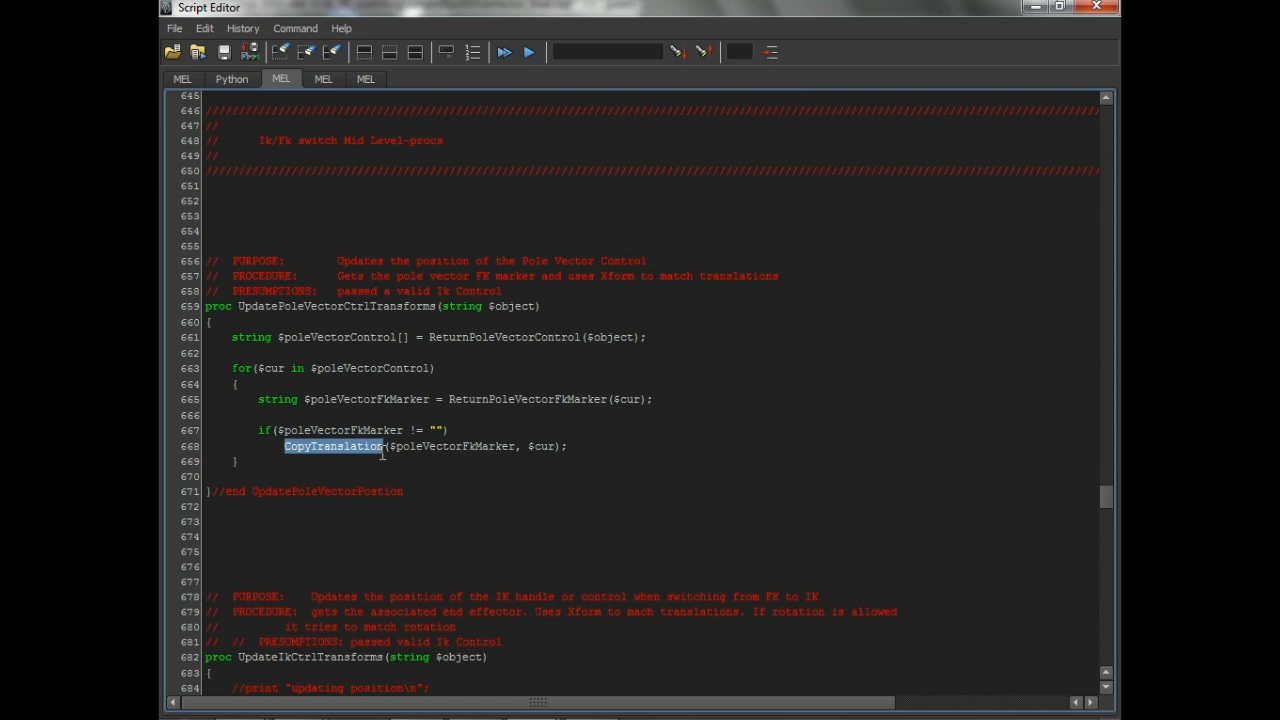 Script Editor
File Edit History Command Help
MEL Python MEL MEL MEL
645
646 ////////////////////////////////////////////////////////////////////////////////////////////////////////////////////////////////////////
647 //
648 // Ik/Fk switch Mid Level-procs
649 //
650 ////////////////////////////////////////////////////////////////////////////////////////////////////////////////////////////////////////
651
652
653
654
655
656 // PURPOSE: Updates the position of the Pole Vector Control
657 // PROCEDURE: Gets the pole vector FK marker and uses Xform to match translations
658 // PRESUMPTIONS: passed a valid Ik Control
659 proc UpdatePoleVectorCtrlTransforms(string $object)
660 {
661 string $poleVectorControl[] = ReturnPoleVectorControl($object);
662
663 for($cur in $poleVectorControl)
664 {
665 string $poleVectorFkMarker = ReturnPoleVectorFkMarker($cur);
666
667 if($poleVectorFkMarker != "")
668 CopyTranslation($poleVectorFkMarker, $cur);
669 }
670
671 }//end UpdatePoleVectorPostion
672
673
674
675
676
677
678 // PURPOSE: Updates the position of the IK handle or control when switching from FK to IK
679 // PROCEDURE: gets the associated end effector. Uses Xform to mach translations. If rotation is allowed
680 // it tries to match rotation
681 // // PRESUMPTIONS: passed valid Ik Control
682 proc UpdateIkCtrlTransforms(string $object)
683 {
684 //print "updating position\n";